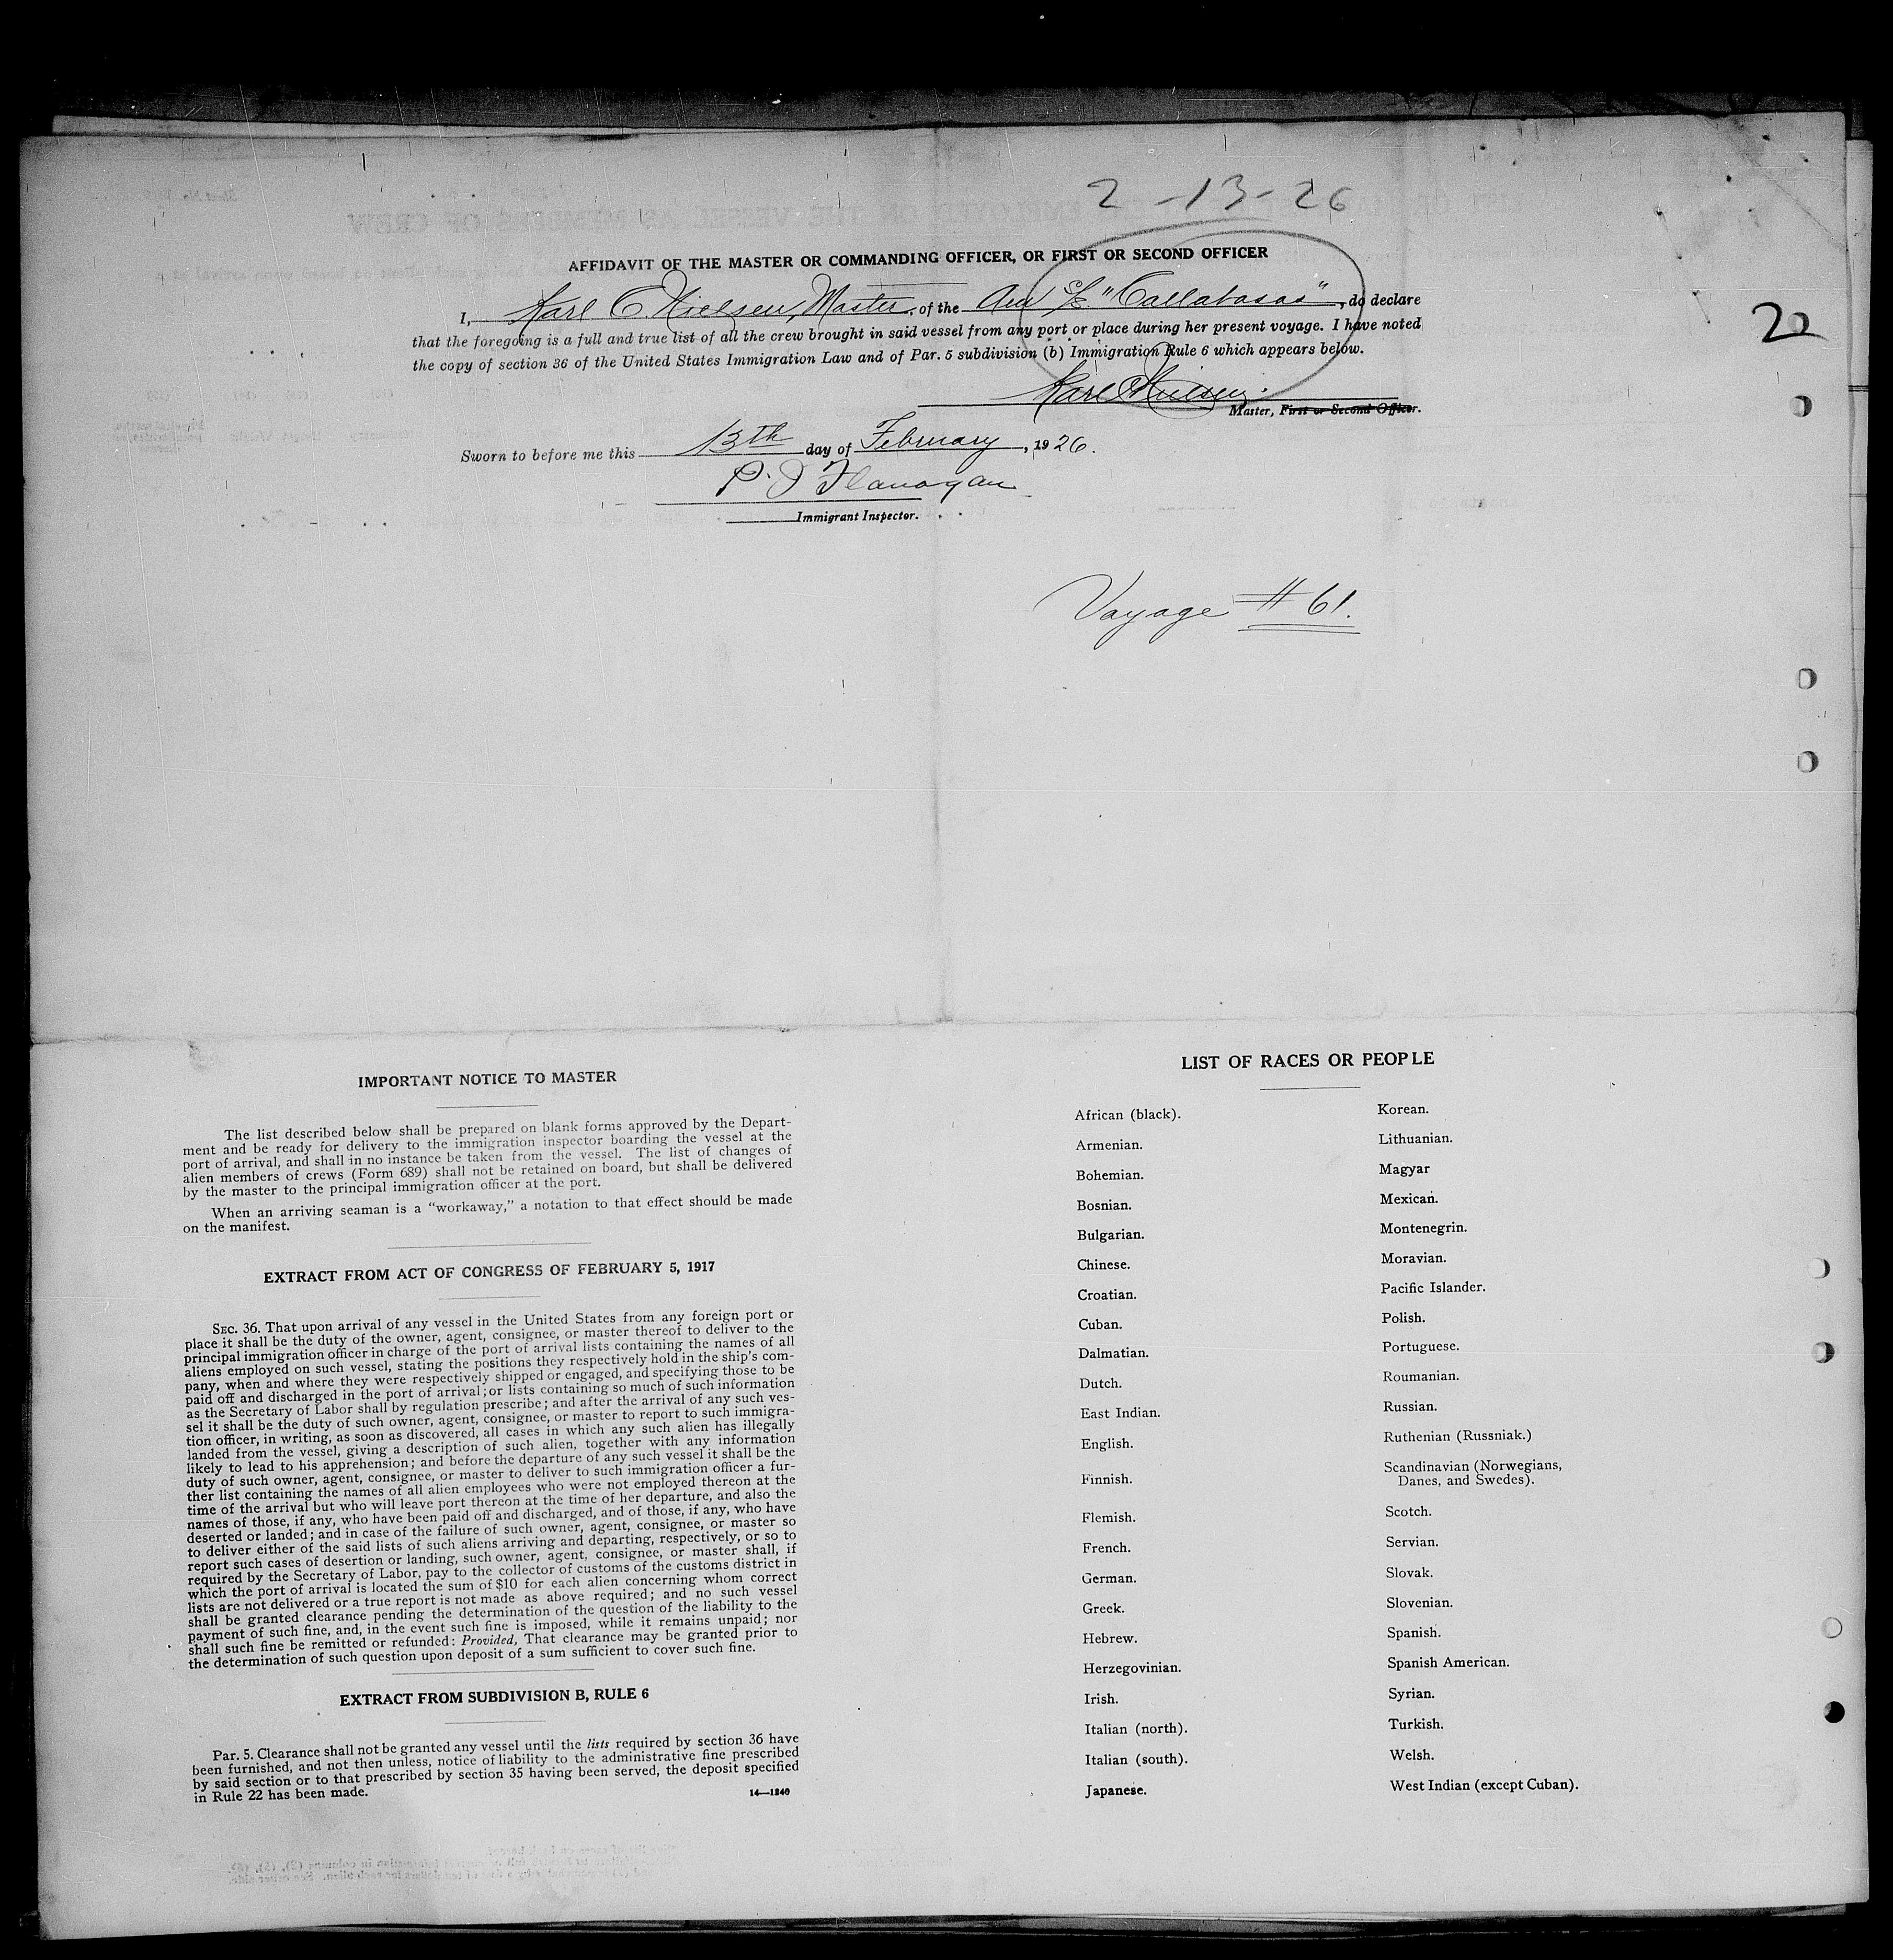 2-13-26
AFFIDAVIT OF THE MASTER OR COMMANDING OFFICER, OR FIRST OR SECOND OFFICER
I, Karl C. Nielsen, Master, of the Am S/S "Callabasas", do declare
that the foregoing is a full and true list of all the crew brought in said vessel from any port or place during her present voyage. I have noted
the copy of section 36 of the United States Immigration Law and of Par. 5 subdivision (b) Immigration Rule 6 which appears below.
22
Karl C Nielsen.
Master, First or Second Officer.
Sworn to before me this 13th day of February, 1926.
P. J Flanagan
Immigrant Inspector.
Voyage # 61.
IMPORTANT NOTICE TO MASTER
The list described below shall be prepared on blank forms approved by the Depart-
ment and be ready for delivery to the immigration inspector boarding the vessel at the
port of arrival, and shall in no instance be taken from the vessel. The list of changes of
alien members of crews (Form 689) shall not be retained on board, but shall be delivered
by the master to the principal immigration officer at the port.
When an arriving seaman is a "workaway," a notation to that effect should be made
on the manifest.
EXTRACT FROM ACT OF CONGRESS OF FEBRUARY 5, 1917
SEC. 36. That upon arrival of any vessel in the United States from any foreign port or
place it shall be the duty of the owner, agent, consignee, or master thereof to deliver to the
principal immigration officer in charge of the port of arrival lists containing the names of all
aliens employed on such vessel, stating the positions they respectively hold in the ship's com-
pany, when and where they were respectively shipped or engaged, and specifying those to be
paid off and discharged in the port of arrival; or lists containing so much of such information
as the Secretary of Labor shall by regulation prescribe; and after the arrival of any such ves-
sel it shall be the duty of such owner, agent, consignee, or master to report to such immigra-
tion officer, in writing, as soon as discovered, all cases in which any such alien has illegally
landed from the vessel, giving a description of such alien, together with any information
likely to lead to his apprehension; and before the departure of any such vessel it shall be the
duty of such owner, agent, consignee, or master to deliver to such immigration officer a fur-
ther list containing the names of all alien employees who were not employed thereon at the
time of the arrival but who will leave port thereon at the time of her departure, and also the
names of those, if any, who have been paid off and discharged, and of those, if any, who have
deserted or landed; and in case of the failure of such owner, agent, consignee, or master so
to deliver either of the said lists of such aliens arriving and departing, respectively, or so to
report such cases of desertion or landing, such owner, agent, consignee, or master shall, if
required by the Secretary of Labor, pay to the collector of customs of the customs district in
which the port of arrival is located the sum of $10 for each alien concerning whom correct
lists are not delivered or a true report is not made as above required; and no such vessel
shall be granted clearance pending the determination of the question of the liability to the
payment of such fine, and, in the event such fine is imposed, while it remains unpaid; nor
shall such fine be remitted or refunded: Provided, That clearance may be granted prior to
the determination of such question upon deposit of a sum sufficient to cover such fine.
EXTRACT FROM SUBDIVISION B, RULE 6
Par. 5. Clearance shall not be granted any vessel until the lists required by section 36 have
been furnished, and not then unless, notice of liability to the administrative fine prescribed
by said section or to that prescribed by section 35 having been served, the deposit specified
in Rule 22 has been made.
14—1240
LIST OF RACES OR PEOPLE
African (black).
Armenian.
Bohemian.
Bosnian.
Bulgarian.
Chinese.
Croatian.
Cuban.
Dalmatian.
Dutch.
East Indian.
English.
Finnish.
Flemish.
French.
German.
Greek.
Hebrew.
Herzegovinian.
Irish.
Italian (north).
Italian (south).
Japanese.
Korean.
Lithuanian.
Magyar
Mexican.
Montenegrin.
Moravian.
Pacific Islander.
Polish.
Portuguese.
Roumanian.
Russian.
Ruthenian (Russniak.)
Scandinavian (Norwegians,
Danes, and Swedes).
Scotch.
Servian.
Slovak.
Slovenian.
Spanish.
Spanish American.
Syrian.
Turkish.
Welsh.
West Indian (except Cuban).